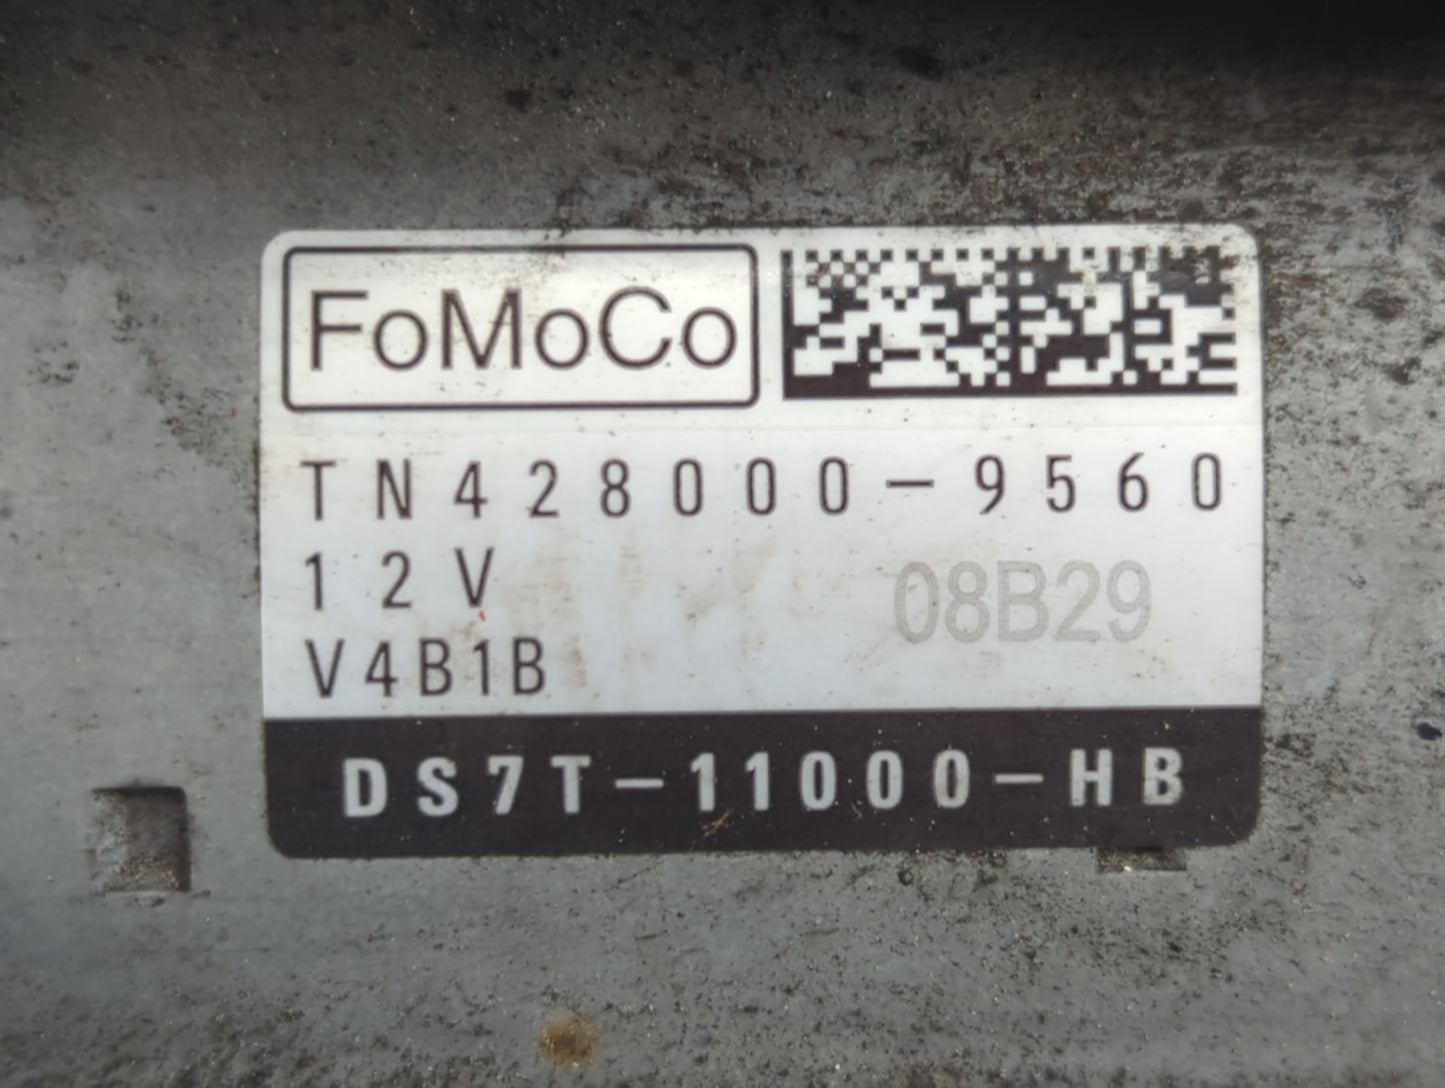 FoMoCo
TN428000-9560
12V
08B29
V4B1B
DS7T-11000-HB